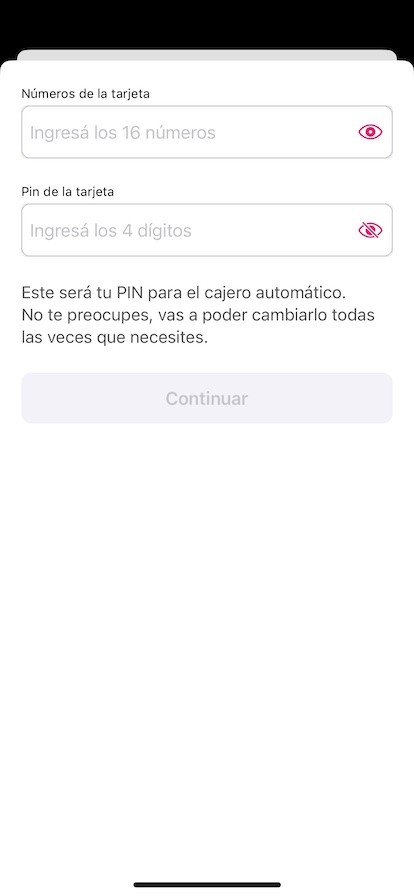 Números de la tarjeta
Ingresá los 16 números
Pin de la tarjeta
Ingresá los 4 dígitos
Este será tu PIN para el cajero automático.
No te preocupes, vas a poder cambiarlo todas
las veces que necesites.
Continuar